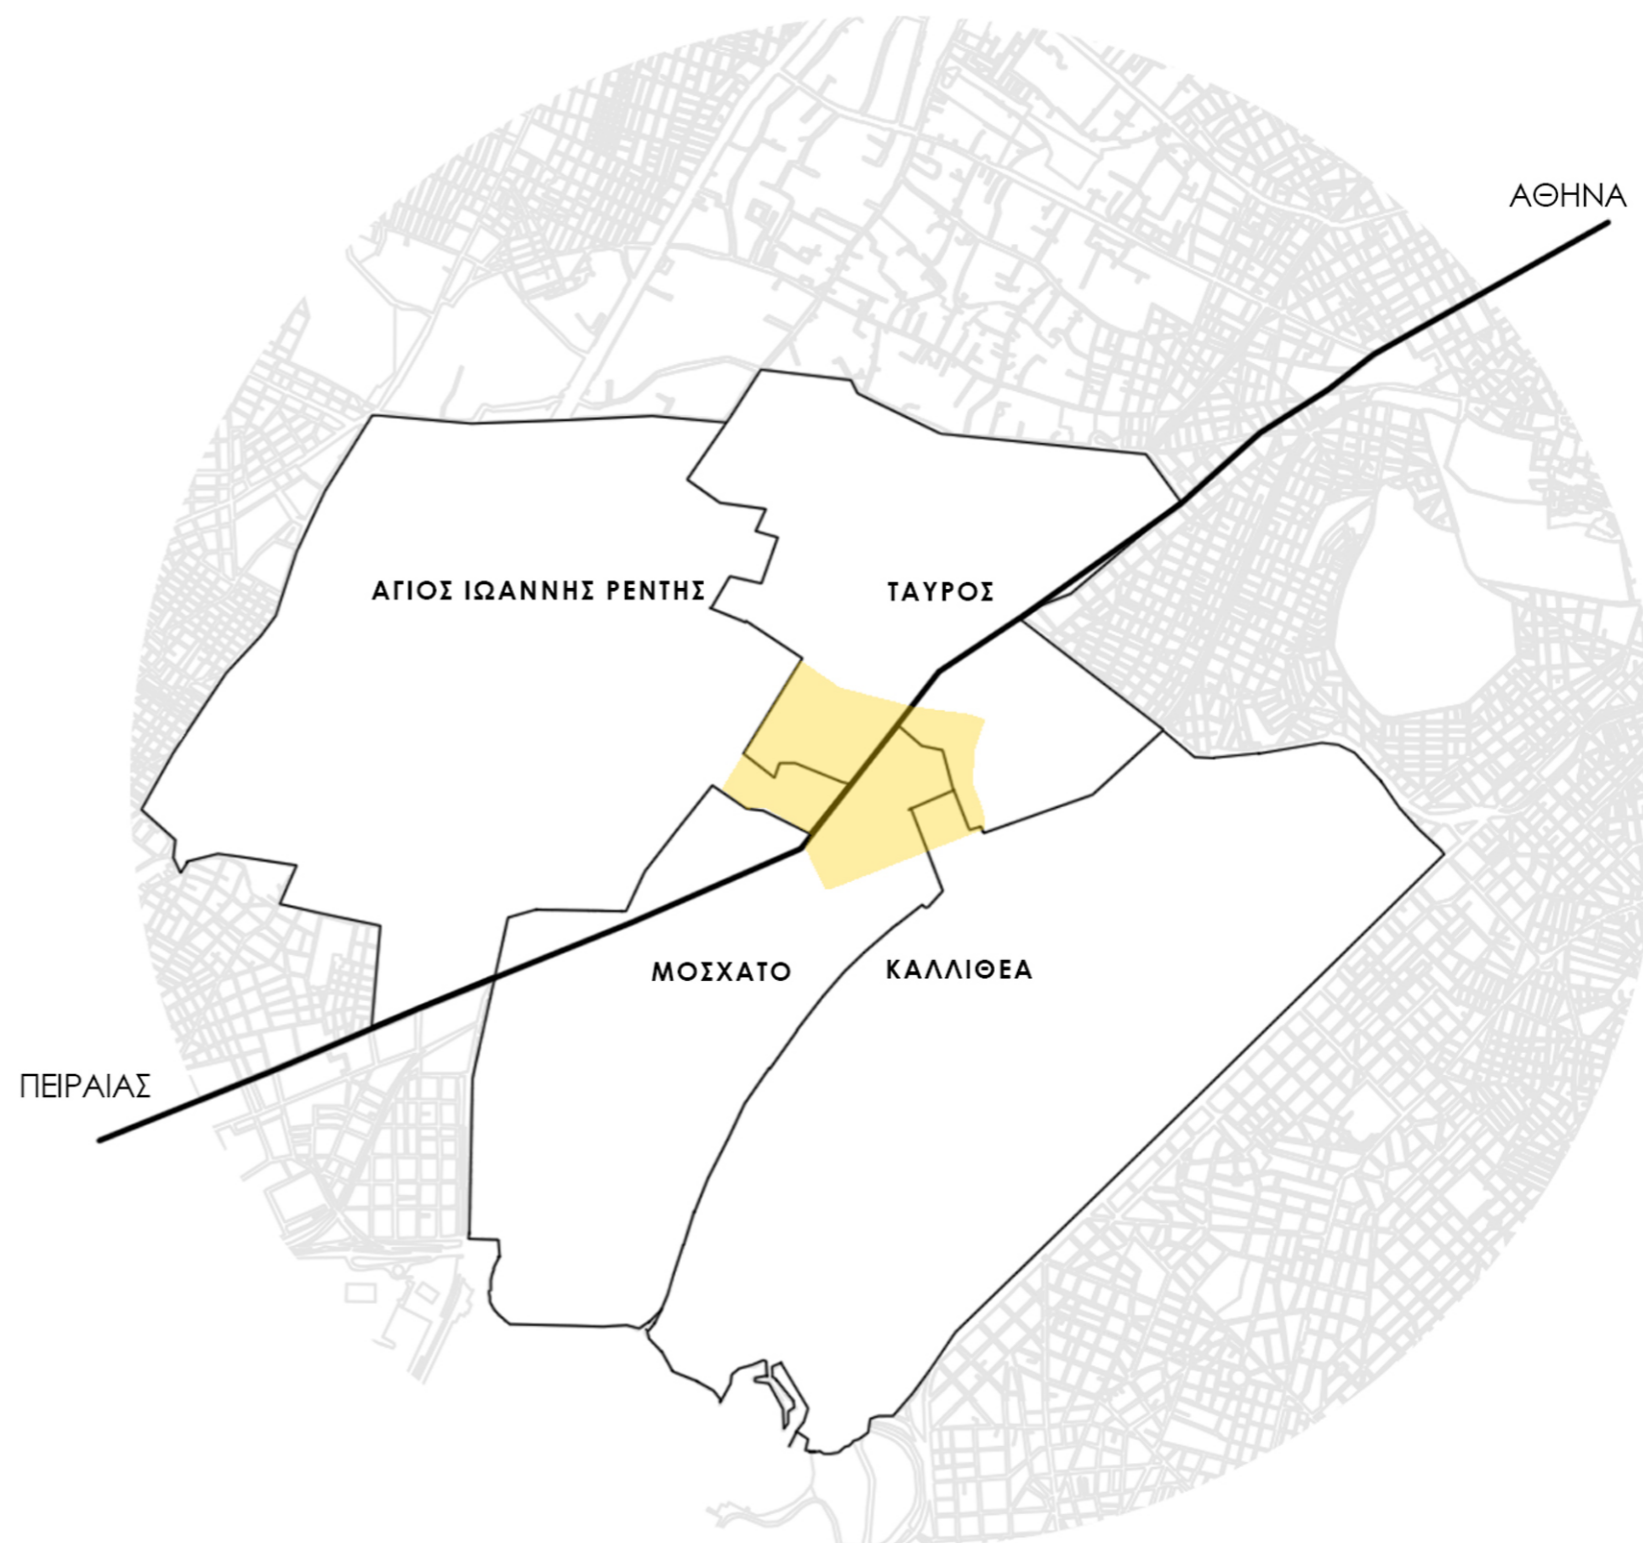 ΑΘΗΝΑ
ΑΓΙΟΣ ΙΩΑΝΝΗΣ ΡΕΝΤΗΣ
ΤΑΥΡΟΣ
ΜΟΣΧΑΤΟ
ΚΑΛΛΙΘΕΑ
ΠΕΙΡΑΙΑΣ